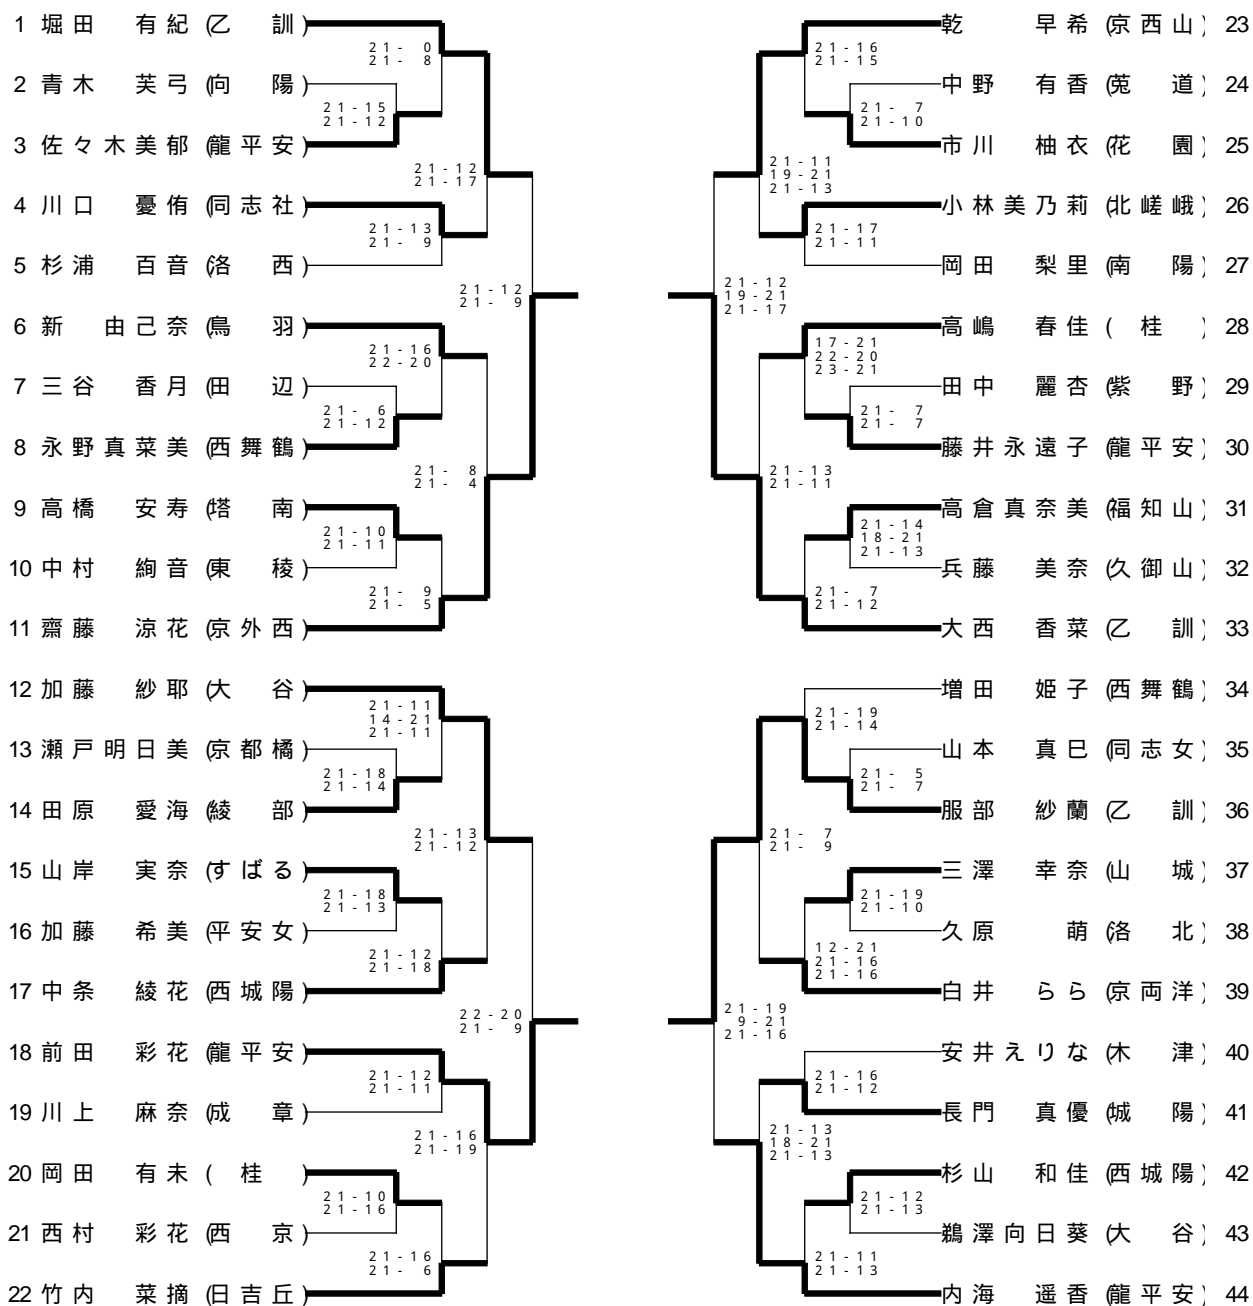 1 堀田 有紀 (乙 訓)
21- 0
21- 8
2 青木 芙弓 (向 陽)
21-15
21-12
3 佐々木美郁 (龍平安)
21-12
21-17
4 川口 憂侑 (同志社)
21-13
21- 9
5 杉浦 百音 (洛 西)
21-12
21- 9
6 新 由己奈 (鳥 羽)
21-16
22-20
7 三谷 香月 (田 辺)
21- 6
21-12
8 永野真菜美 (西舞鶴)
21- 8
21- 4
9 高橋 安寿 (塔 南)
21-10
21-11
10 中村 絢音 (東 稜)
21- 9
21- 5
11 齋藤 涼花 (京外西)
12 加藤 紗耶 (大 谷)
21-11
14-21
21-11
13 瀬戸明日美 (京都橘)
21-18
21-14
14 田原 愛海 (綾 部)
21-13
21-12
15 山岸 実奈 (すばる)
21-18
21-13
16 加藤 希美 (平安女)
21-12
21-18
17 中条 綾花 (西城陽)
22-20
21- 9
18 前田 彩花 (龍平安)
21-12
21-11
19 川上 麻奈 (成 章)
21-16
21-19
20 岡田 有未 ( 桂 )
21-10
21-16
21 西村 彩花 (西 京)
21-16
21- 6
22 竹内 菜摘 (日吉丘)
乾 早希 (京西山) 23
21-16
21-15
中野 有香 (菟 道) 24
21- 7
21-10
市川 柚衣 (花 園) 25
21-11
19-21
21-13
小林美乃莉 (北嵯峨) 26
21-17
21-11
岡田 梨里 (南 陽) 27
21-12
19-21
21-17
高嶋 春佳 ( 桂 ) 28
17-21
22-20
23-21
田中 麗杏 (紫 野) 29
21- 7
21- 7
藤井永遠子 (龍平安) 30
21-13
21-11
高倉真奈美 (福知山) 31
21-14
18-21
21-13
兵藤 美奈 (久御山) 32
21- 7
21-12
大西 香菜 (乙 訓) 33
増田 姫子 (西舞鶴) 34
21-19
21-14
山本 真巳 (同志女) 35
21- 5
21- 7
服部 紗蘭 (乙 訓) 36
21- 7
21- 9
三澤 幸奈 (山 城) 37
21-19
21-10
久原 萌 (洛 北) 38
12-21
21-16
21-16
白井 らら (京両洋) 39
21-19
9-21
21-16
安井えりな (木 津) 40
21-16
21-12
長門 真優 (城 陽) 41
21-13
18-21
21-13
杉山 和佳 (西城陽) 42
21-12
21-13
鵜澤向日葵 (大 谷) 43
21-11
21-13
内海 遥香 (龍平安) 44